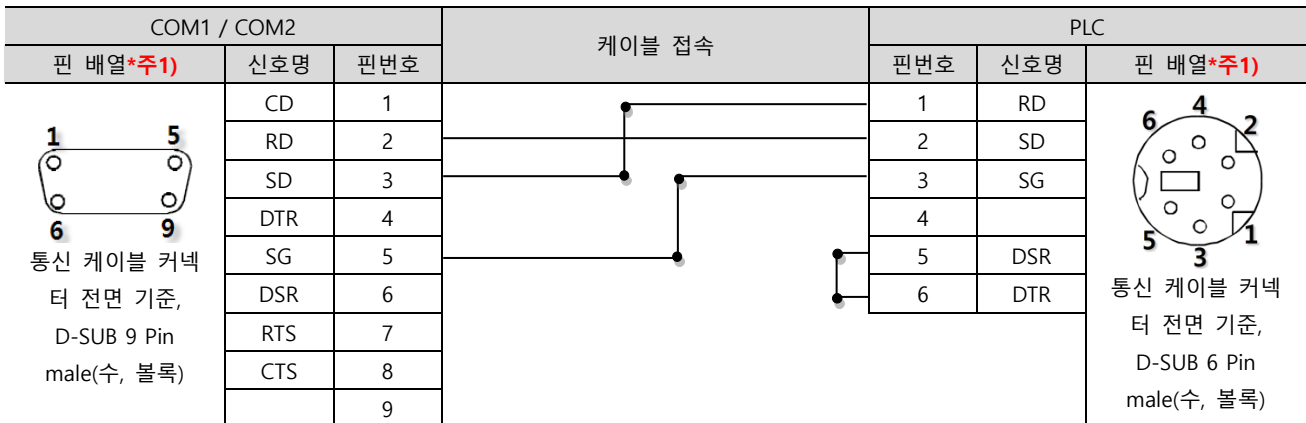 COM1 / COM2 케이블 접속 PLC
핀 배열*주1) 신호명 핀번호 핀번호 신호명 핀 배열*주1)
CD 1 1 RD
RD 2 2 SD
SD 3 3 SG
DTR 4 4
SG 5 5 DSR
DSR 6 6 DTR
RTS 7
CTS 8
9
1 5
6 9
통신 케이블 커넥
터 전면 기준,
D-SUB 9 Pin
male(수, 볼록)
4
6 2
5 1
3
통신 케이블 커넥
터 전면 기준,
D-SUB 6 Pin
male(수, 볼록)